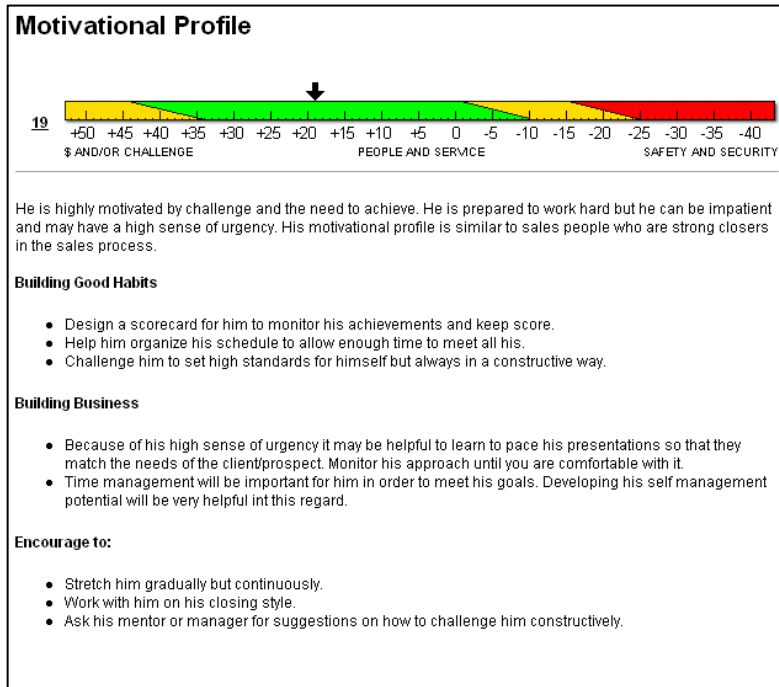 Motivational Profile
19
+50 +45 +40 +35 +30 +25 +20 +15 +10 +5 0 -5 -10 -15 -20 -25 -30 -35 -40
$ AND/OR CHALLENGE PEOPLE AND SERVICE SAFETY AND SECURITY
He is highly motivated by challenge and the need to achieve. He is prepared to work hard but he can be impatient
and may have a high sense of urgency. His motivational profile is similar to sales people who are strong closers
in the sales process.
Building Good Habits
● Design a scorecard for him to monitor his achievements and keep score.
● Help him organize his schedule to allow enough time to meet all his.
● Challenge him to set high standards for himself but always in a constructive way.
Building Business
● Because of his high sense of urgency it may be helpful to learn to pace his presentations so that they
match the needs of the client/prospect. Monitor his approach until you are comfortable with it.
● Time management will be important for him in order to meet his goals. Developing his self management
potential will be very helpful int this regard.
Encourage to:
● Stretch him gradually but continuously.
● Work with him on his closing style.
● Ask his mentor or manager for suggestions on how to challenge him constructively.